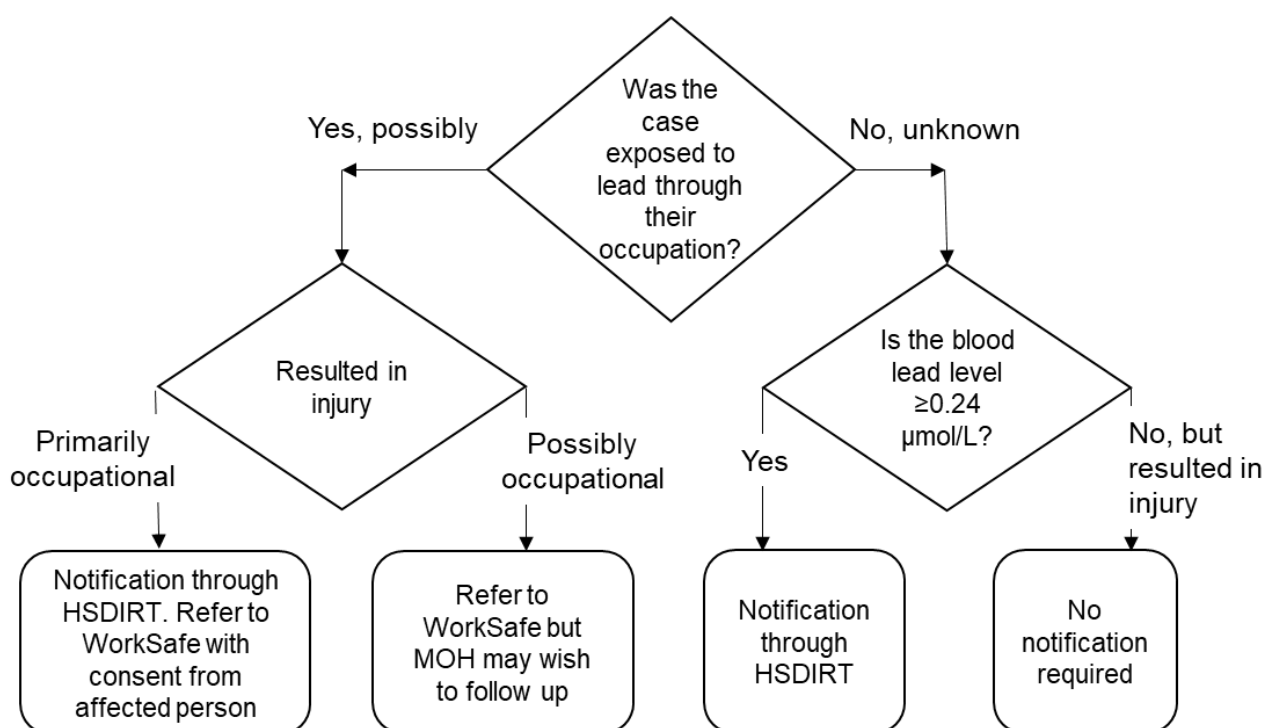 Was the
case
exposed to
lead through
their
occupation?
Yes, possibly
No, unknown
Resulted in
injury
Is the blood
lead level
≥0.24
µmol/L?
Primarily
occupational
Possibly
occupational
Yes
No, but
resulted in
injury
Notification through
HSDIRT. Refer to
WorkSafe with
consent from
affected person
Refer to
WorkSafe but
MOH may wish
to follow up
Notification
through
HSDIRT
No
notification
required